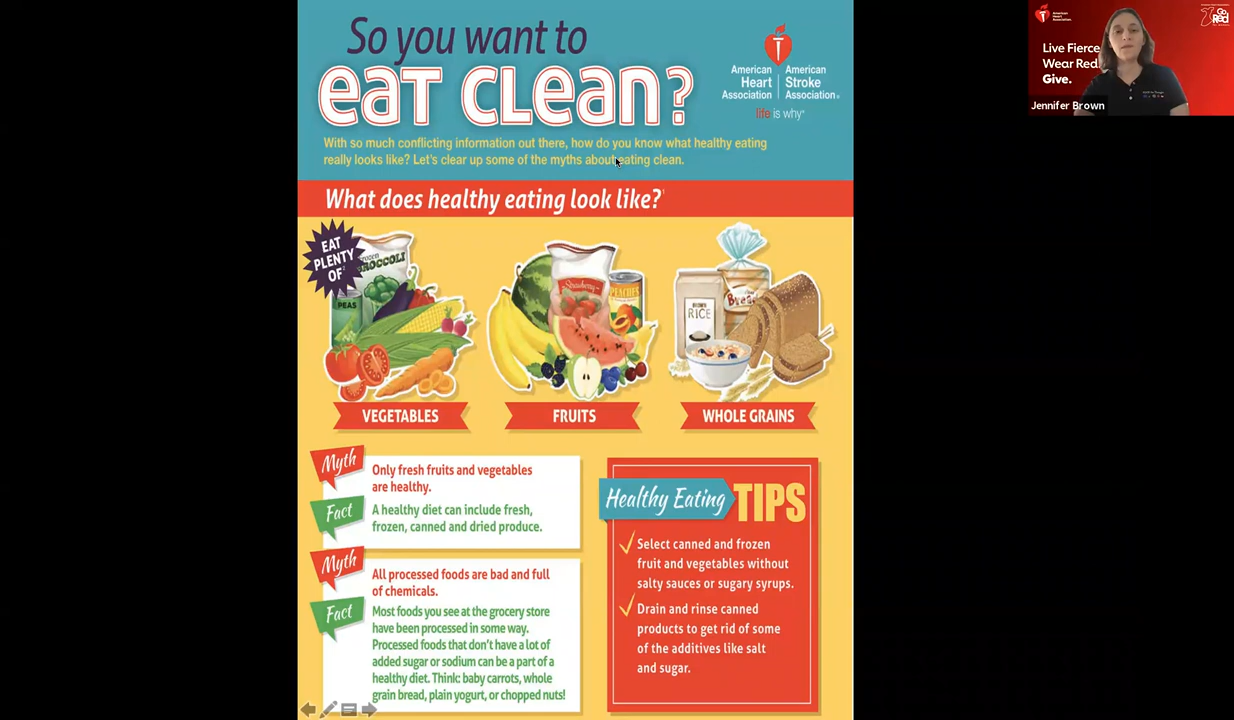 So you want to
eat clean?
American Heart Association
American Stroke Association®
life is why®
With so much conflicting information out there, how do you know what healthy eating
really looks like? Let's clear up some of the myths about eating clean.
What does healthy eating look like?¹
EAT
PLENTY
OF
BROCCOLI
PEAS
Strawberry
PEACHES
BROWN
RICE
Bread
VEGETABLES
FRUITS
WHOLE GRAINS
Myth
Only fresh fruits and vegetables
are healthy.
Fact
A healthy diet can include fresh,
frozen, canned and dried produce.
Myth
All processed foods are bad and full
of chemicals.
Fact
Most foods you see at the grocery store
have been processed in some way.
Processed foods that don't have a lot of
added sugar or sodium can be a part of a
healthy diet. Think: baby carrots, whole
grain bread, plain yogurt, or chopped nuts!
Healthy Eating
TIPS
Select canned and frozen
fruit and vegetables without
salty sauces or sugary syrups.
Drain and rinse canned
products to get rid of some
of the additives like salt
and sugar.
American
Heart
Association.
Go
Red
Live Fierce
Wear Red
Give.
Jennifer Brown